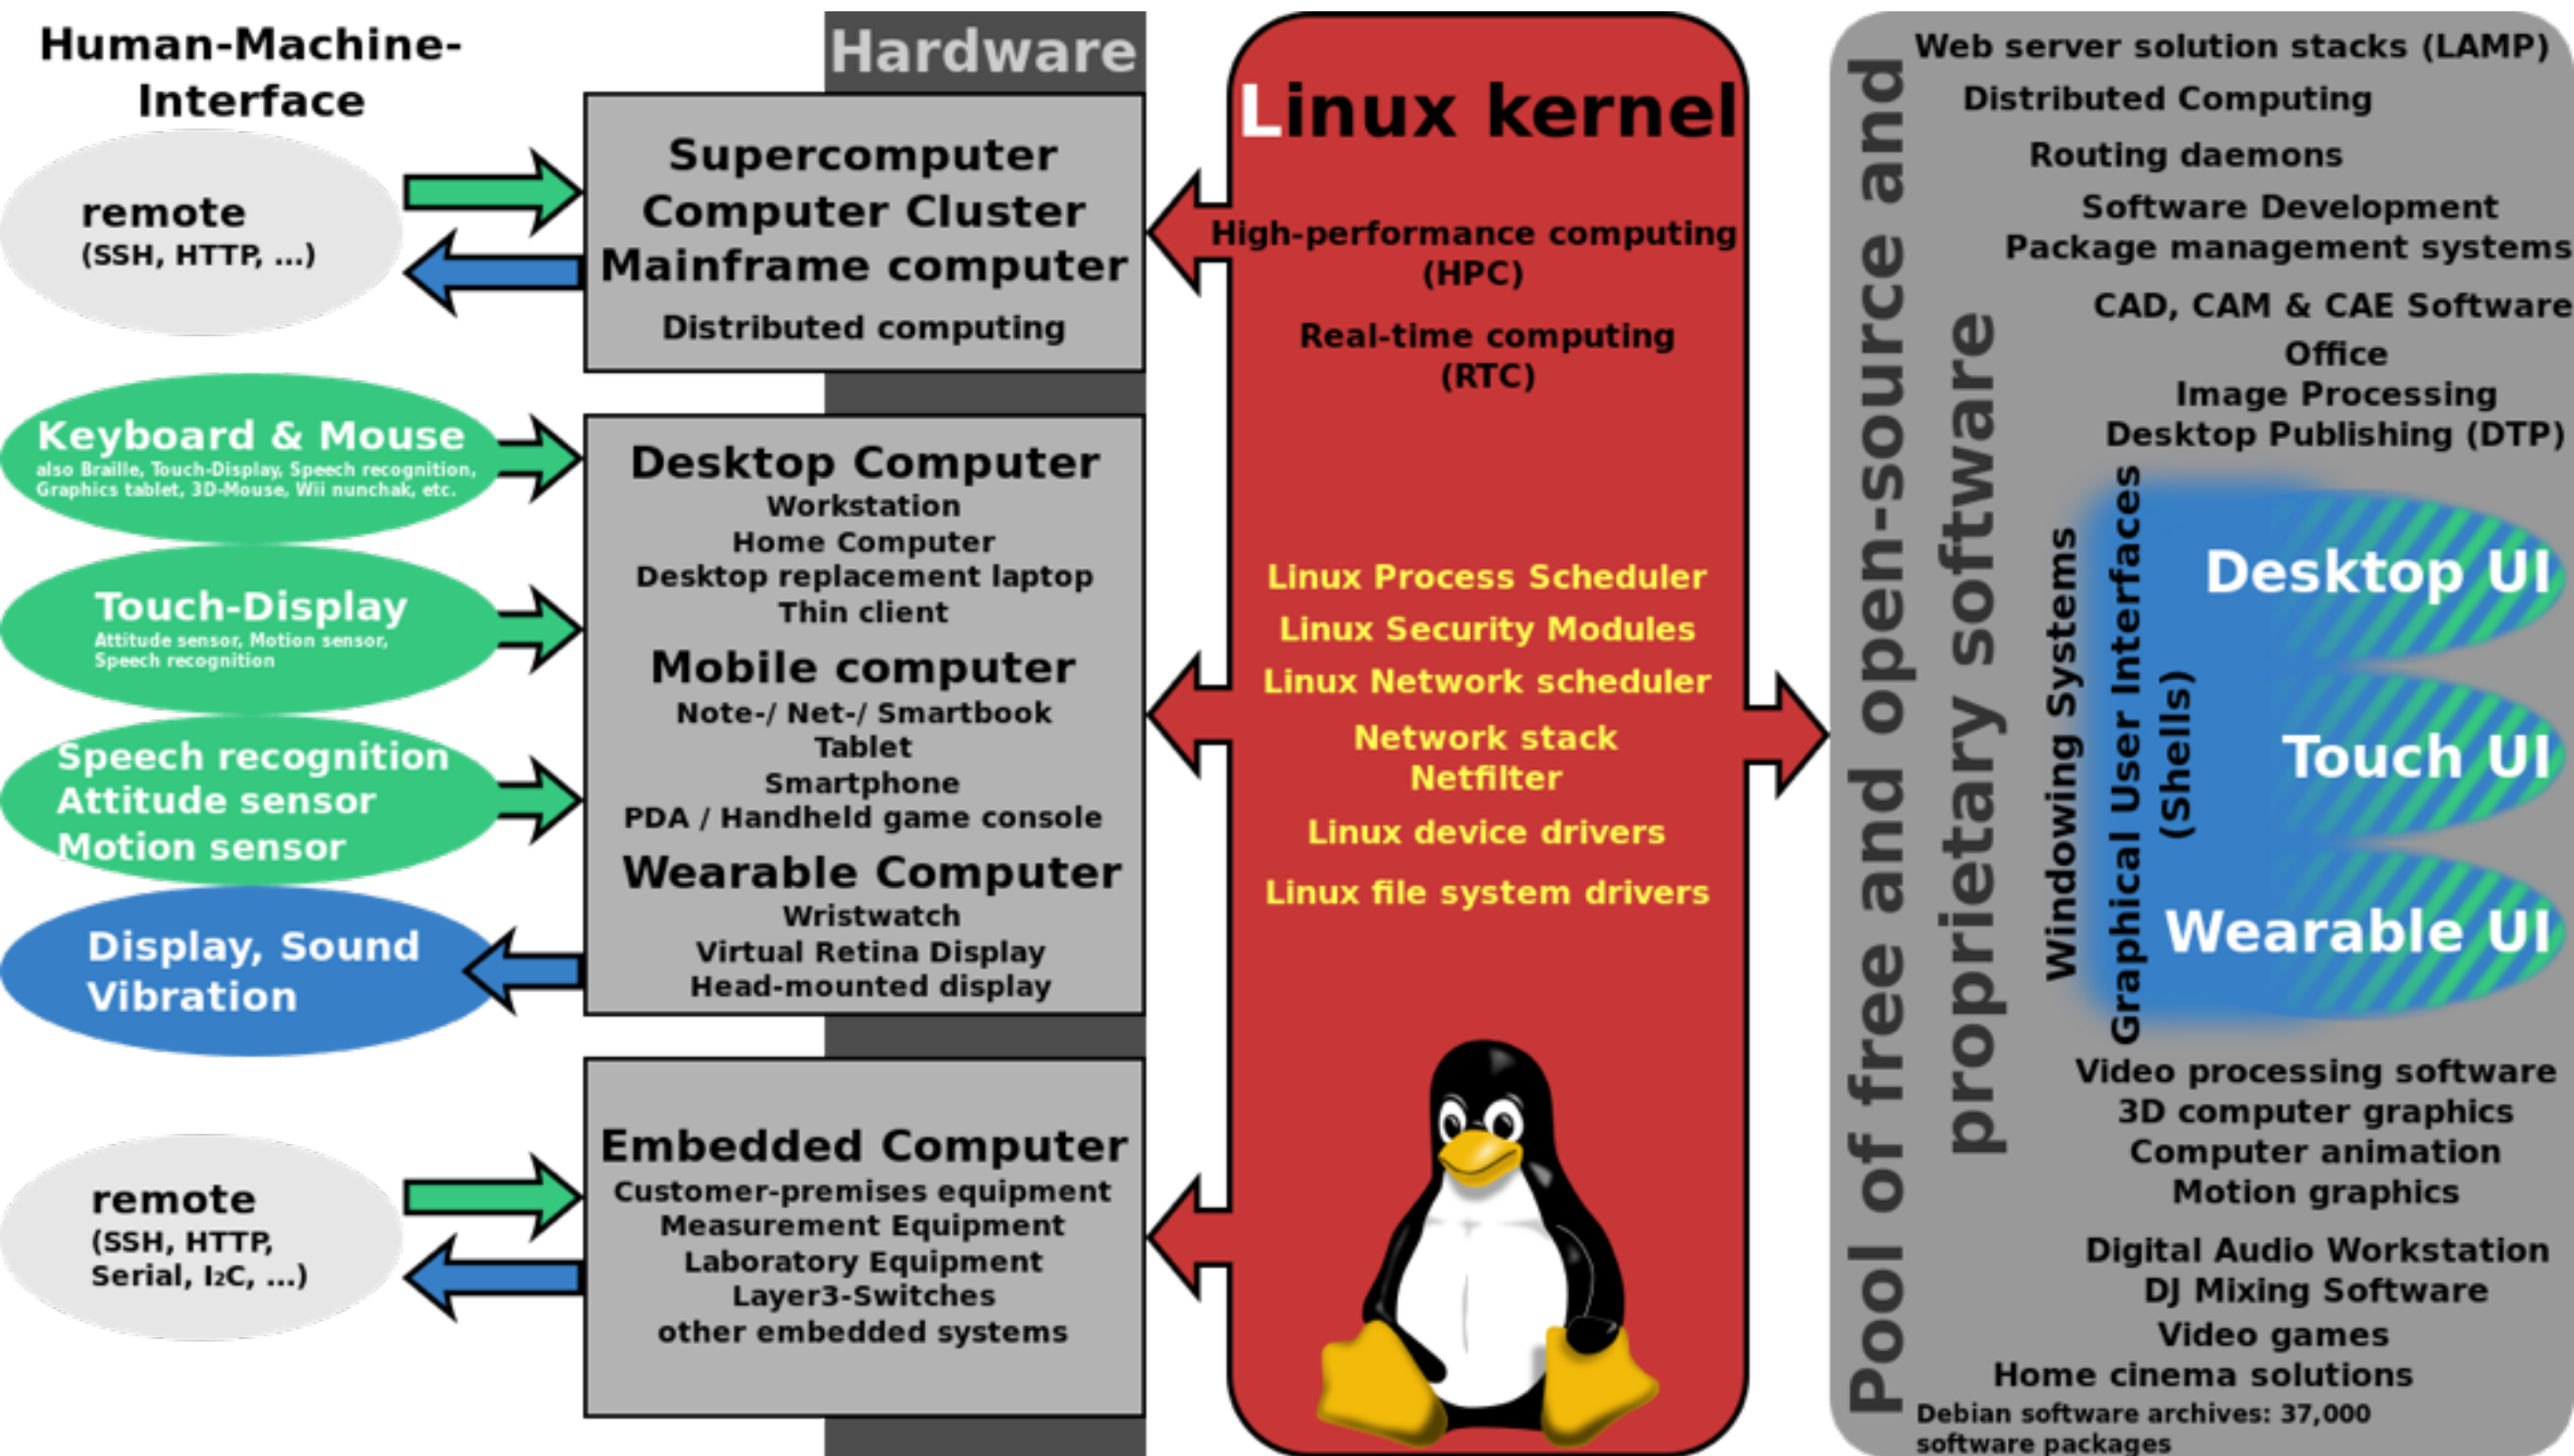 Human-Machine-
Interface
remote
(SSH, HTTP, ...)
Keyboard & Mouse
also Braille, Touch-Display, Speech recognition,
Graphics tablet, 3D-Mouse, Wii nunchak, etc.
Touch-Display
Attitude sensor, Motion sensor,
Speech recognition
Speech recognition
Attitude sensor
Motion sensor
Display, Sound
Vibration
remote
(SSH, HTTP,
Serial, I2C, ...)
Hardware
Supercomputer
Computer Cluster
Mainframe computer
Distributed computing
Desktop Computer
Workstation
Home Computer
Desktop replacement laptop
Thin client
Mobile computer
Note-/ Net-/ Smartbook
Tablet
Smartphone
PDA / Handheld game console
Wearable Computer
Wristwatch
Virtual Retina Display
Head-mounted display
Embedded Computer
Customer-premises equipment
Measurement Equipment
Laboratory Equipment
Layer3-Switches
other embedded systems
Linux kernel
High-performance computing
(HPC)
Real-time computing
(RTC)
Linux Process Scheduler
Linux Security Modules
Linux Network scheduler
Network stack
Netfilter
Linux device drivers
Linux file system drivers
Pool of free and open-source and
proprietary software
Web server solution stacks (LAMP)
Distributed Computing
Routing daemons
Software Development
Package management systems
CAD, CAM & CAE Software
Office
Image Processing
Desktop Publishing (DTP)
Windowing Systems
Graphical User Interfaces
(Shells)
Desktop UI
Touch UI
Wearable UI
Video processing software
3D computer graphics
Computer animation
Motion graphics
Digital Audio Workstation
DJ Mixing Software
Video games
Home cinema solutions
Debian software archives: 37,000
software packages